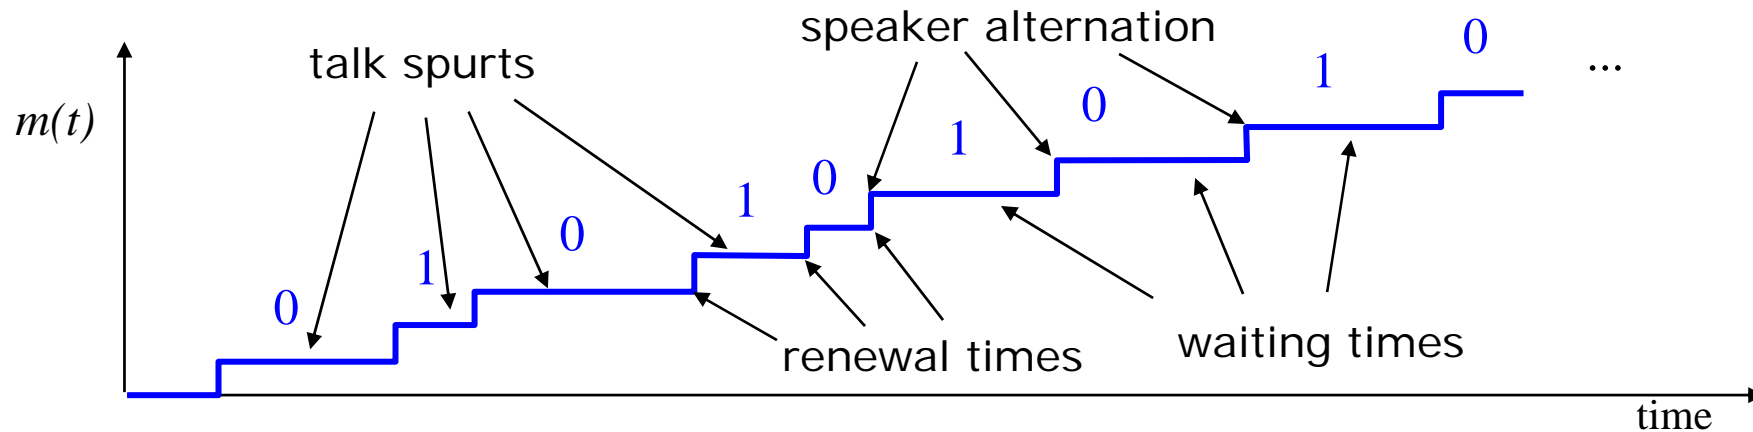 speaker alternation
0
talk spurts
1
...
m(t)
0
1
0
1
0
1
0
renewal times
waiting times
time